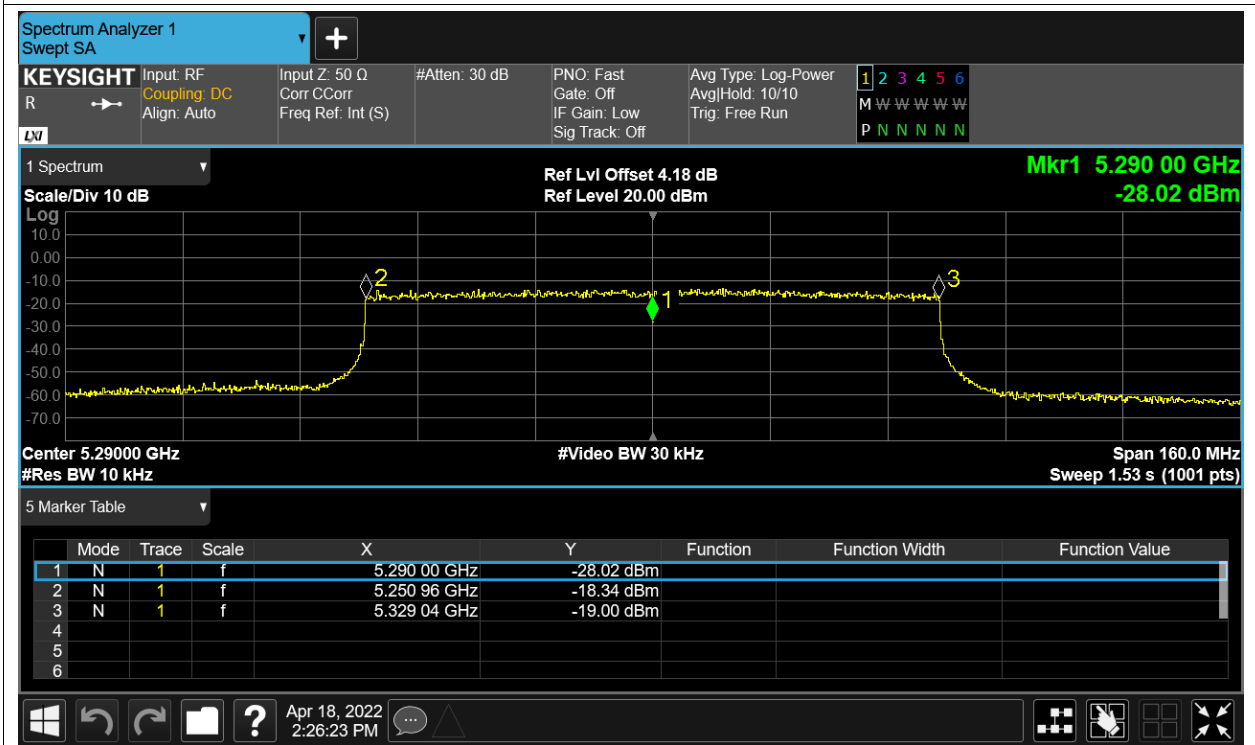 Spectrum Analyzer 1
Swept SA
KEYSIGHT Input: RF Input Z: 50 Ω #Atten: 30 dB PNO: Fast Avg Type: Log-Power 1 2 3 4 5 6
R Coupling: DC Corr CCorr Gate: Off Avg|Hold: 10/10 M W W W W W
Align: Auto Freq Ref: Int (S) IF Gain: Low Trig: Free Run
LXI Sig Track: Off P N N N N N
1 Spectrum Ref Lvl Offset 4.18 dB Mkr1 5.290 00 GHz
Scale/Div 10 dB Ref Level 20.00 dBm -28.02 dBm
Log
10.0
0.00
-10.0
-20.0
-30.0
-40.0
-50.0
-60.0
-70.0
2
1
3
Center 5.29000 GHz #Video BW 30 kHz Span 160.0 MHz
#Res BW 10 kHz Sweep 1.53 s (1001 pts)
5 Marker Table
Mode Trace Scale X Y Function Function Width Function Value
1 N 1 f 5.290 00 GHz -28.02 dBm
2 N 1 f 5.250 96 GHz -18.34 dBm
3 N 1 f 5.329 04 GHz -19.00 dBm
4
5
6
? Apr 18, 2022
2:26:23 PM